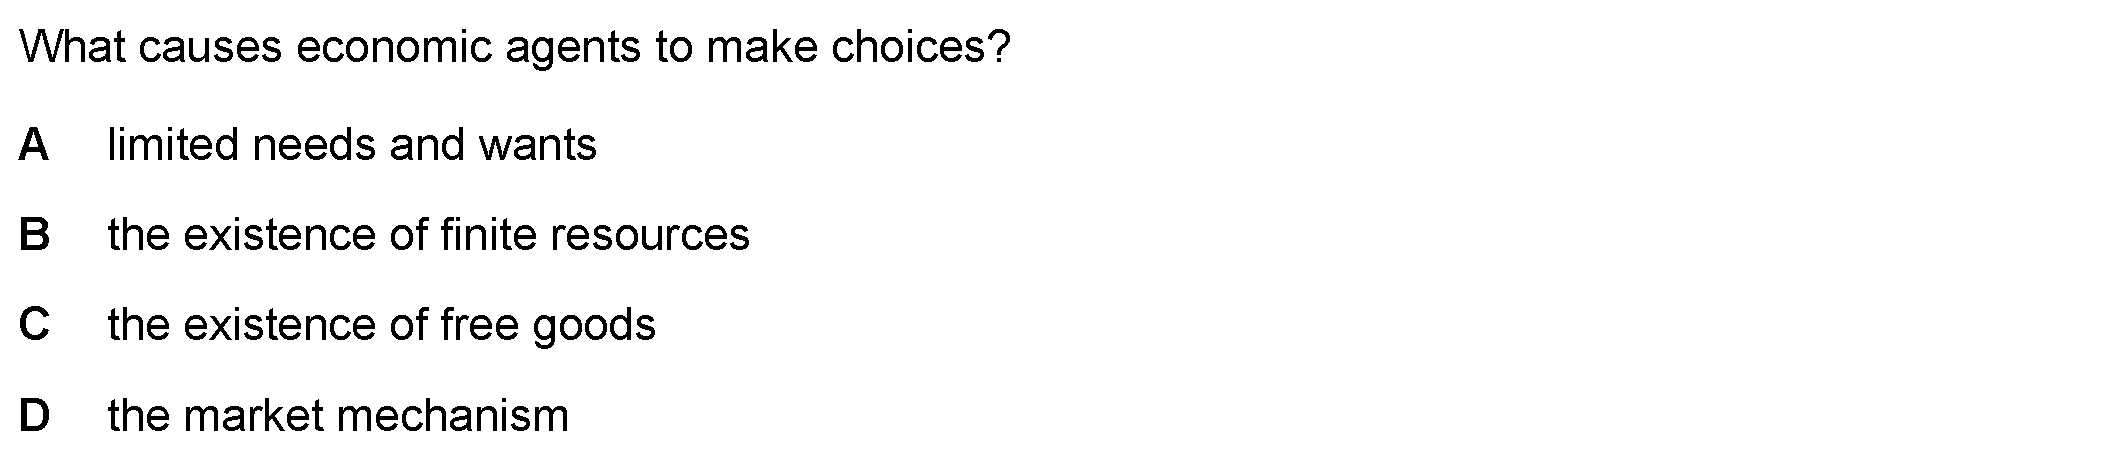 What causes economic agents to make choices?
A limited needs and wants
B the existence of finite resources
C the existence of free goods
D the market mechanism